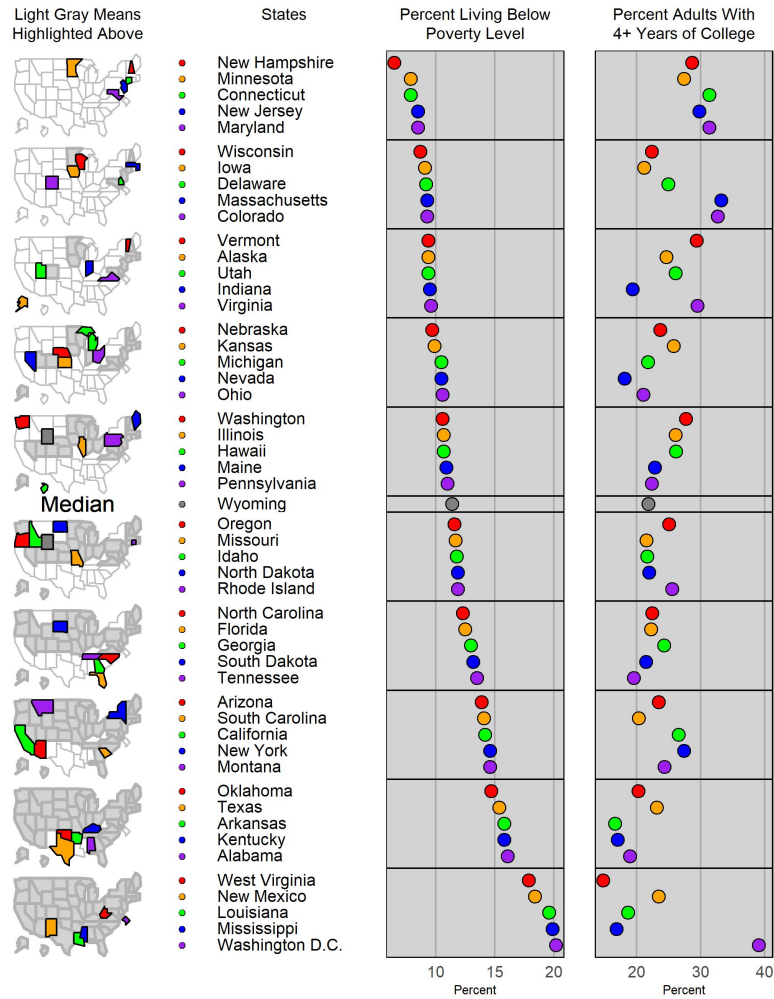 Light Gray Means
Highlighted Above
States
Percent Living Below
Poverty Level
Percent Adults With
4+ Years of College
New Hampshire
Minnesota
Connecticut
New Jersey
Maryland
Wisconsin
Iowa
Delaware
Massachusetts
Colorado
Vermont
Alaska
Utah
Indiana
Virginia
Nebraska
Kansas
Michigan
Nevada
Ohio
Washington
Illinois
Hawaii
Maine
Pennsylvania
Median
Wyoming
Oregon
Missouri
Idaho
North Dakota
Rhode Island
North Carolina
Florida
Georgia
South Dakota
Tennessee
Arizona
South Carolina
California
New York
Montana
Oklahoma
Texas
Arkansas
Kentucky
Alabama
West Virginia
New Mexico
Louisiana
Mississippi
Washington D.C.
10 15 20
Percent
20 30 40
Percent